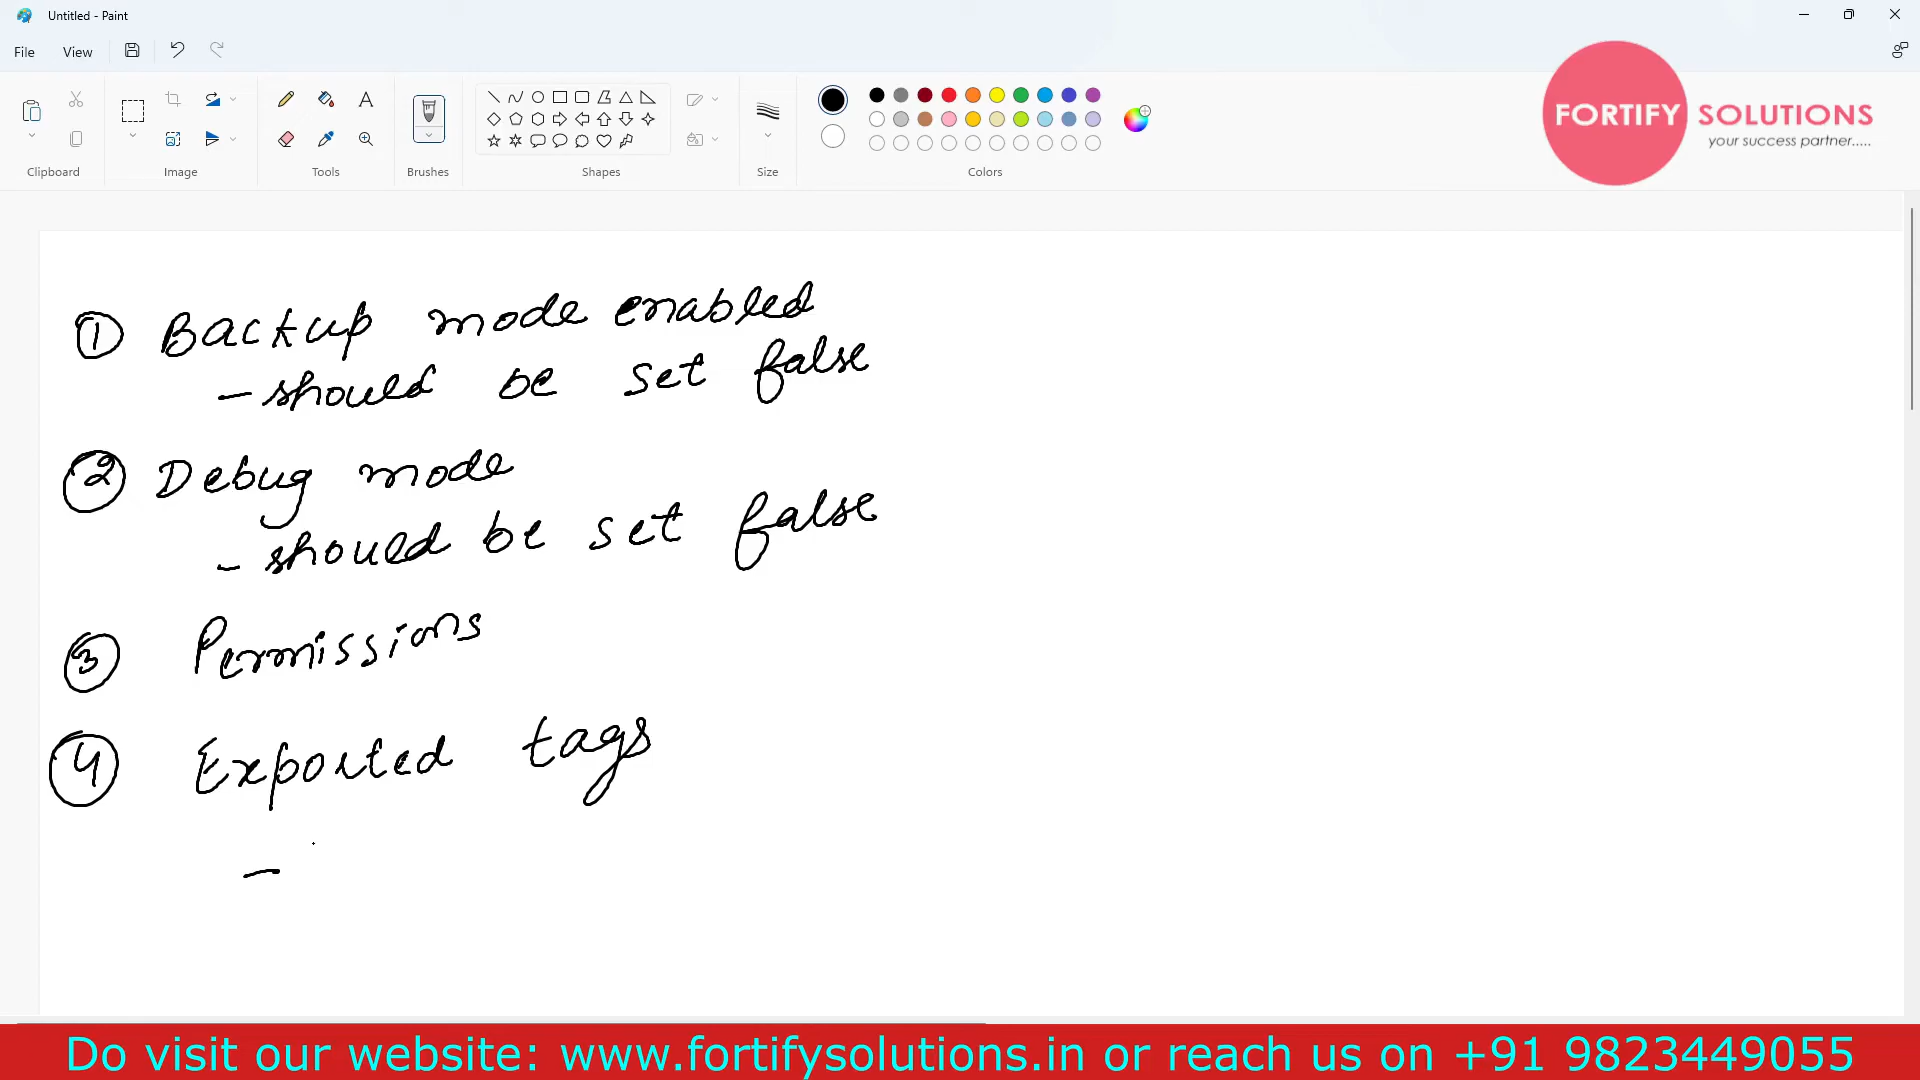 Untitled - Paint
File View
Clipboard
Image
Tools
Brushes
Shapes
Size
Colors
FORTIFY SOLUTIONS
your success partner.....
① Backup mode enabled
- should be set false
② Debug mode
- should be set false
③ Permissions
④ Exported tags
-
Do visit our website: www.fortifysolutions.in or reach us on +91 9823449055